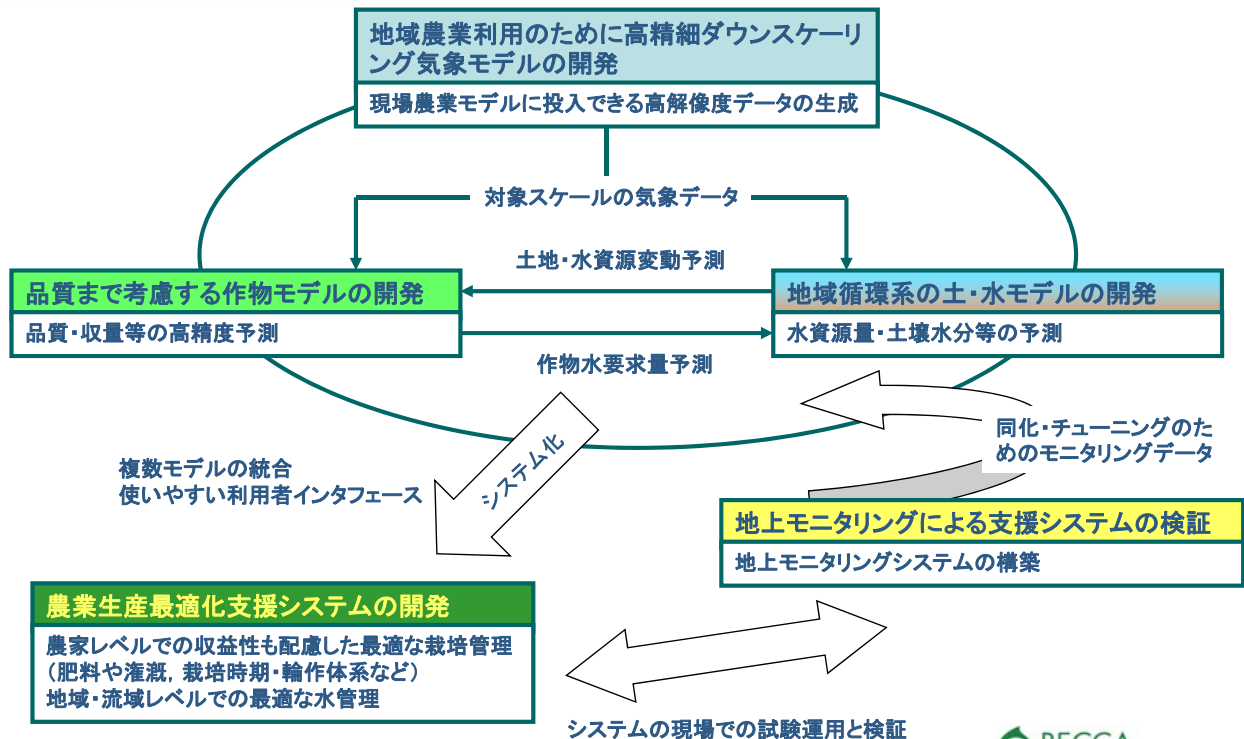 地域農業利用のために高精細ダウンスケーリ
ング気象モデルの開発
現場農業モデルに投入できる高解像度データの生成
対象スケールの気象データ
土地・水資源変動予測
品質まで考慮する作物モデルの開発
品質・収量等の高精度予測
地域循環系の土・水モデルの開発
水資源量・土壌水分等の予測
作物水要求量予測
同化・チューニングのた
めのモニタリングデータ
複数モデルの統合
使いやすい利用者インタフェース
システム化
地上モニタリングによる支援システムの検証
地上モニタリングシステムの構築
農業生産最適化支援システムの開発
農家レベルでの収益性も配慮した最適な栽培管理
（肥料や灌漑，栽培時期・輪作体系など）
地域・流域レベルでの最適な水管理
システムの現場での試験運用と検証